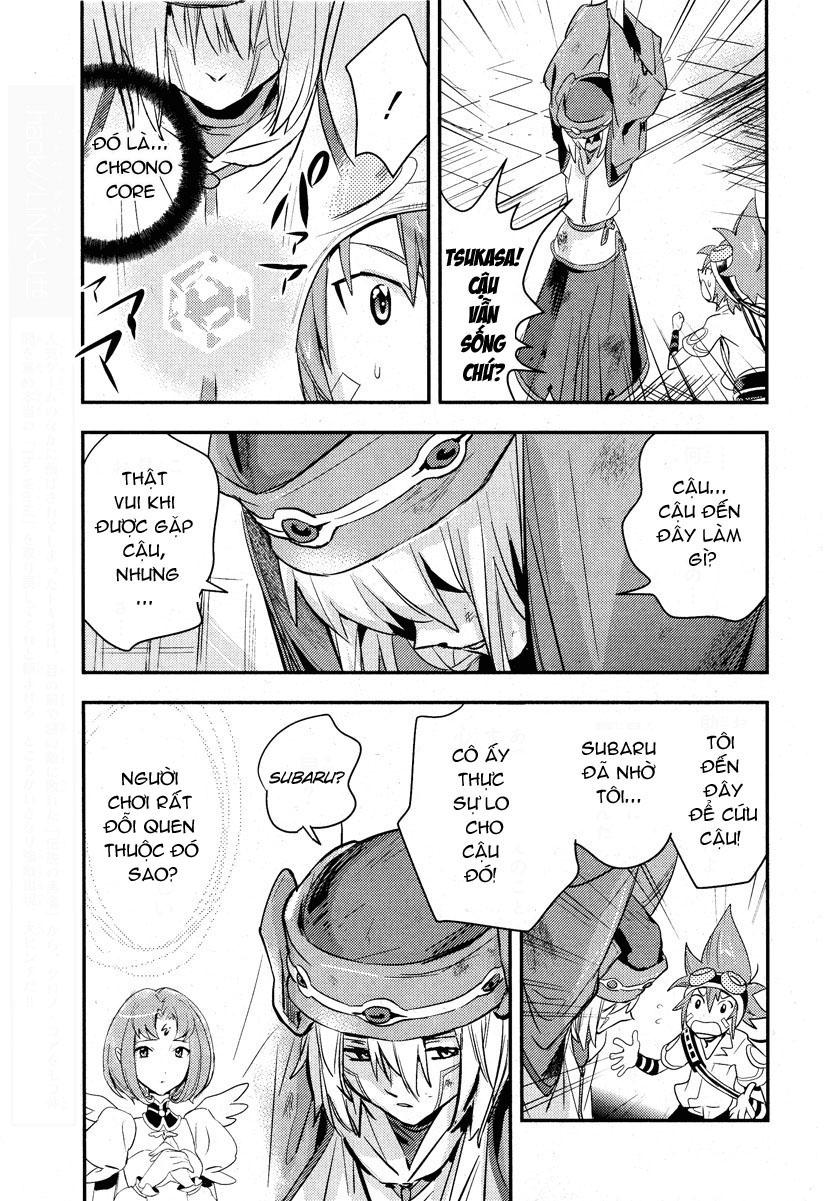 TSUKASA!
CẬU
VẪN
SỐNG
CHỨ?
!
ĐÓ LÀ...
CHRONO
CORE
CẬU...
CẬU ĐẾN
ĐÂY LÀM
GÌ?
THẬT
VUI KHI
ĐƯỢC GẶP
CẬU,
NHƯNG
...
TÔI
ĐẾN
ĐÂY
ĐỂ CỨU
CẬU!
SUBARU
ĐÃ NHỜ
TÔI...
CÔ ẤY
THỰC
SỰ LO
CHO
CÂU
ĐÓ!
SUBARU?
NGƯỜI
CHƠI RẤT
ĐỖI QUEN
THUỘC ĐÓ
SAO?